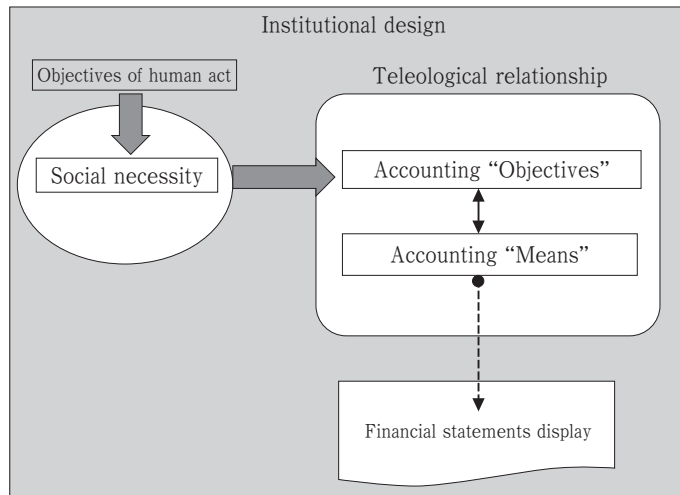 Institutional design
Objectives of human act
Teleological relationship
Social necessity
Accounting “Objectives”
Accounting “Means”
Financial statements display